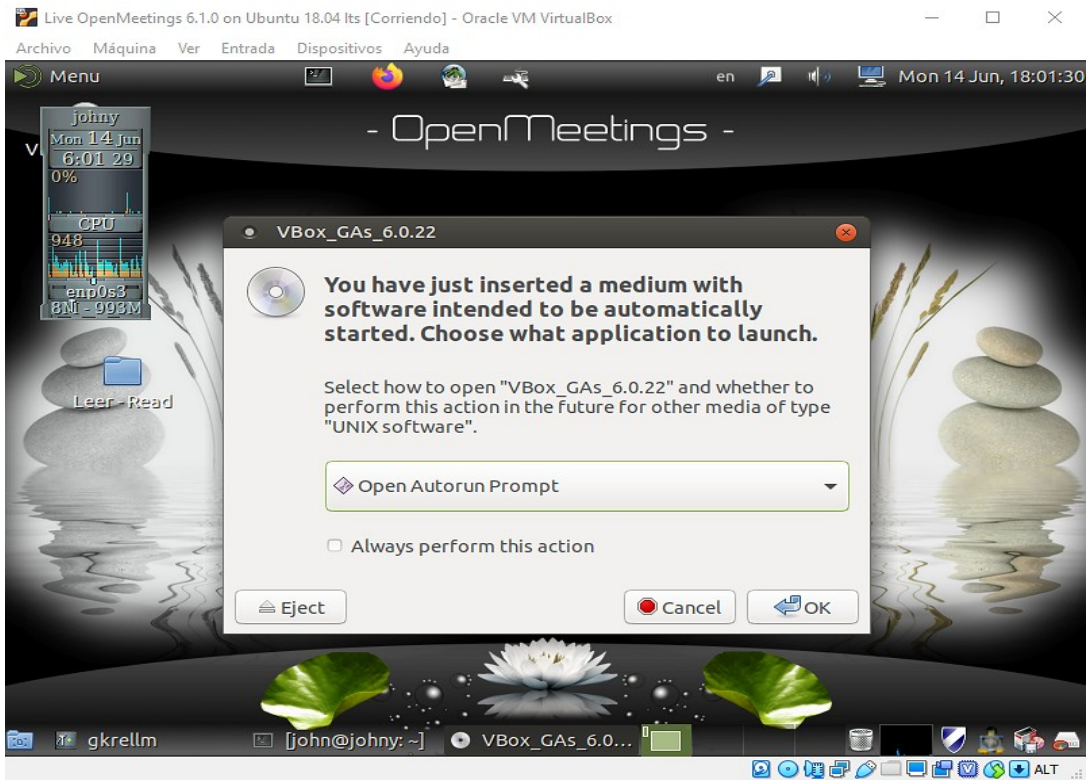 Live OpenMeetings 6.1.0 on Ubuntu 18.04 lts [Corriendo] - Oracle VM VirtualBox
Archivo Máquina Ver Entrada Dispositivos Ayuda
Menu en Mon 14 Jun, 18:01:30
- OpenMeetings -
johny
Mon 14 Jun
6:01 29
0%
CPU
948
enp0s3
8M - 993M
Leer-Read
VBox_GAs_6.0.22
You have just inserted a medium with
software intended to be automatically
started. Choose what application to launch.
Select how to open "VBox_GAs_6.0.22" and whether to
perform this action in the future for other media of type
"UNIX software".
Open Autorun Prompt
Always perform this action
Eject Cancel OK
gkrellm [john@johny: ~] VBox_GAs_6.0...
ALT